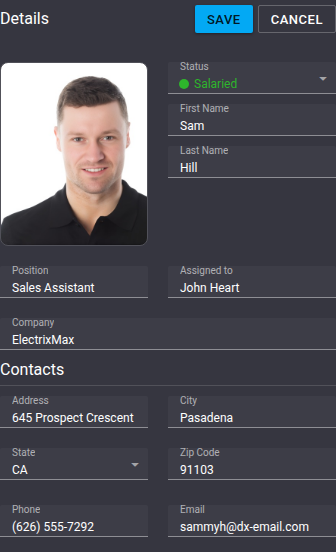 Details
SAVE
CANCEL
Status
Salaried
First Name
Sam
Last Name
Hill
Position
Sales Assistant
Assigned to
John Heart
Company
ElectrixMax
Contacts
Address
645 Prospect Crescent
City
Pasadena
State
CA
Zip Code
91103
Phone
(626) 555-7292
Email
sammyh@dx-email.com